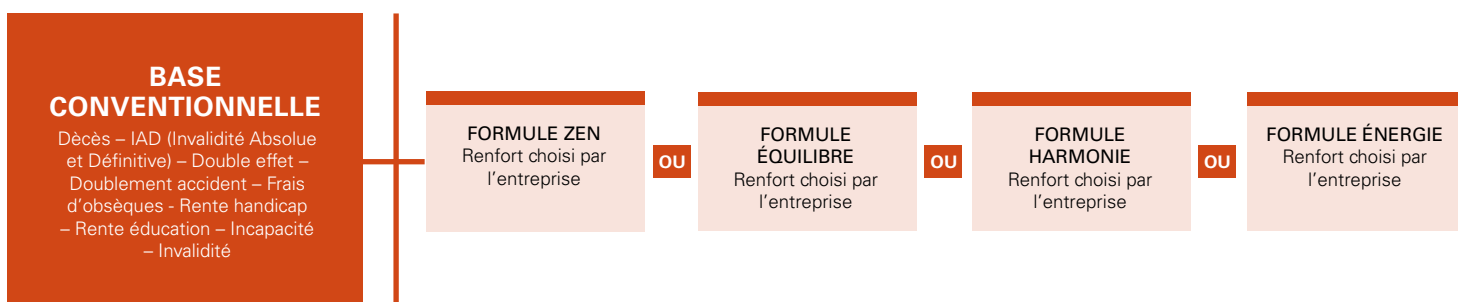 BASE
CONVENTIONNELLE
Dècès – IAD (Invalidité Absolue
et Définitive) – Double effet –
Doublement accident – Frais
d'obsèques - Rente handicap
– Rente éducation – Incapacité
– Invalidité
FORMULE ZEN
Renfort choisi par
l'entreprise
OU
FORMULE
ÉQUILIBRE
Renfort choisi par
l'entreprise
OU
FORMULE
HARMONIE
Renfort choisi par
l'entreprise
OU
FORMULE ÉNERGIE
Renfort choisi par
l'entreprise